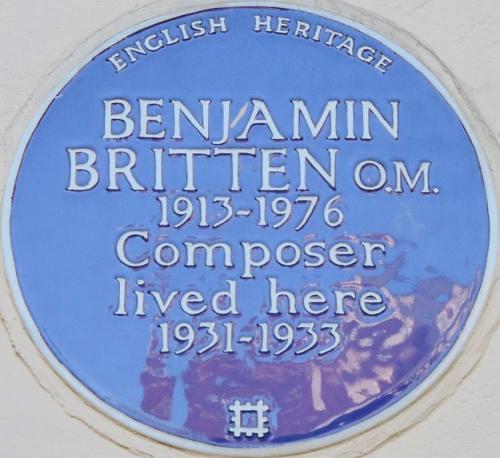 ENGLISH HERITAGE
BENJAMIN
BRITTEN O.M.
1913-1976
Composer
lived here
1931-1933